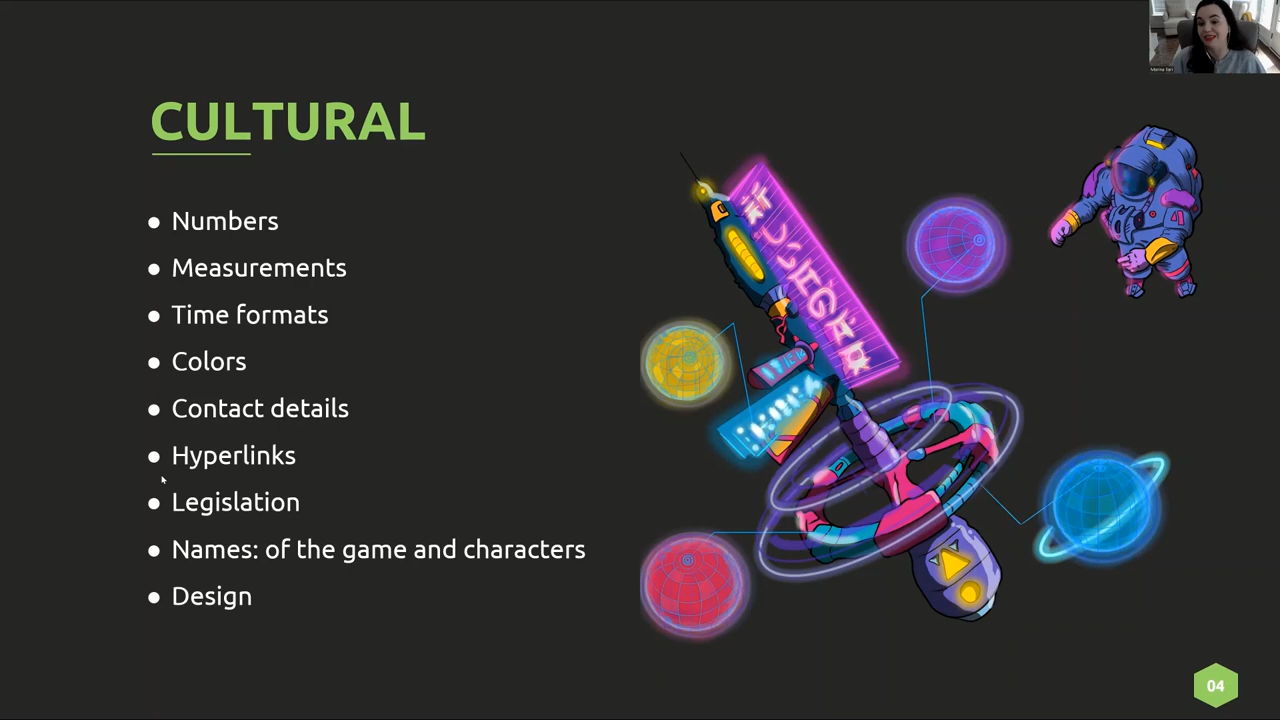 CULTURAL
Numbers
Measurements
Time formats
Colors
Contact details
Hyperlinks
Legislation
Names: of the game and characters
Design
04